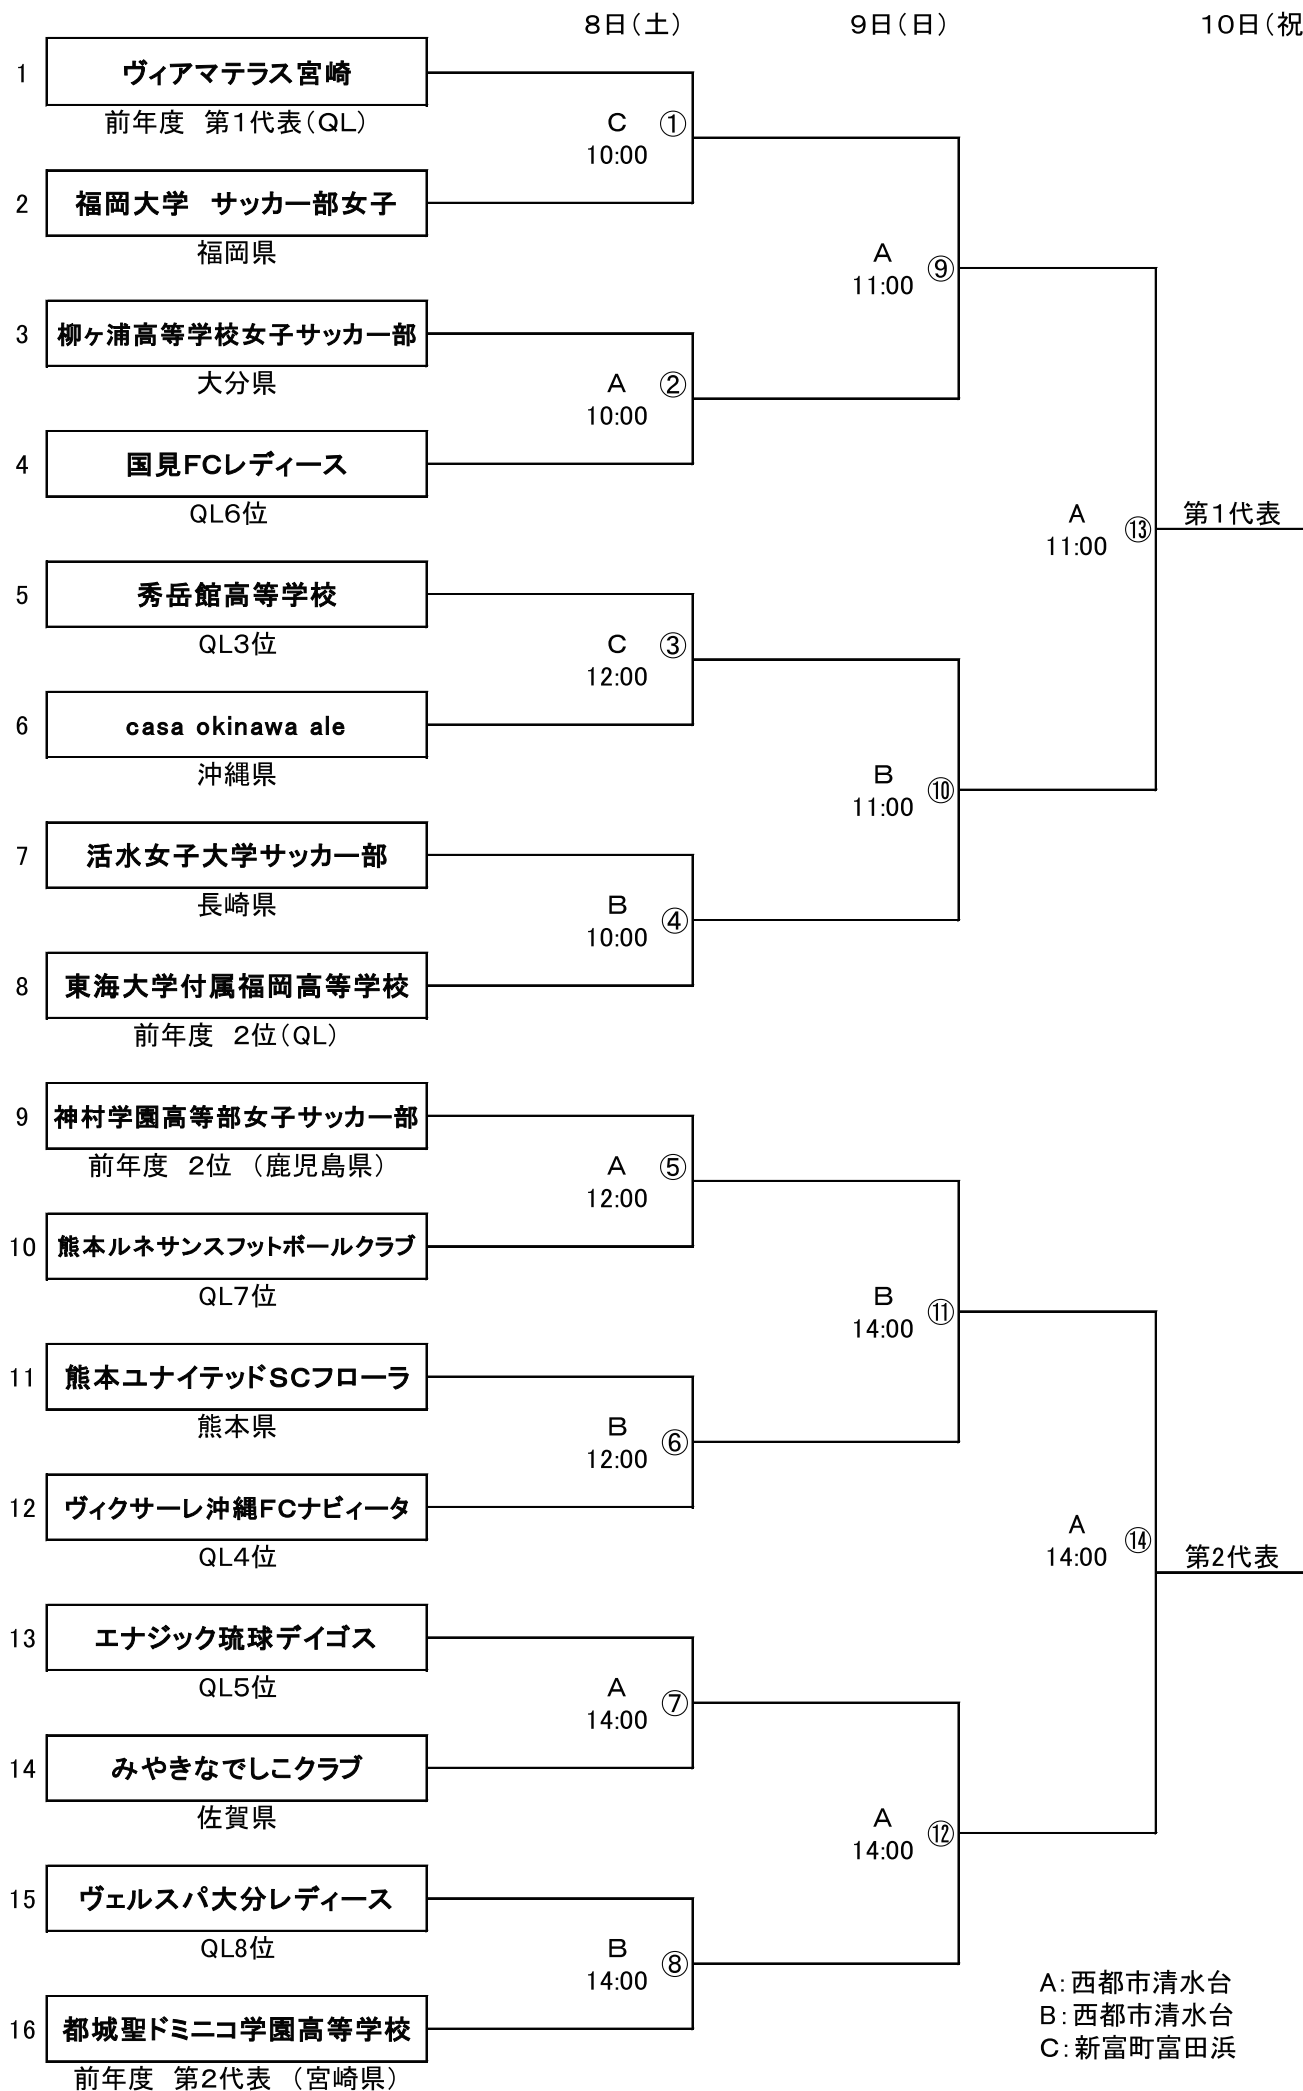 8日(土) 9日(日) 10日(祝
1 ヴィアマテラス宮崎
前年度 第1代表(QL)
C ①
10:00
2 福岡大学 サッカー部女子
福岡県
A ⑨
11:00
3 柳ヶ浦高等学校女子サッカー部
大分県
A ②
10:00
4 国見FCレディース
QL6位
A ⑬ 第1代表
11:00
5 秀岳館高等学校
QL3位
C ③
12:00
6 casa okinawa ale
沖縄県
B ⑩
11:00
7 活水女子大学サッカー部
長崎県
B ④
10:00
8 東海大学付属福岡高等学校
前年度 2位(QL)
9 神村学園高等部女子サッカー部
前年度 2位 (鹿児島県)
A ⑤
12:00
10 熊本ルネサンスフットボールクラブ
QL7位
B ⑪
14:00
11 熊本ユナイテッドSCフローラ
熊本県
B ⑥
12:00
12 ヴィクサーレ沖縄FCナビィータ
QL4位
A ⑭ 第2代表
14:00
13 エナジック琉球デイゴス
QL5位
A ⑦
14:00
14 みやきなでしこクラブ
佐賀県
A ⑫
14:00
15 ヴェルスパ大分レディース
QL8位
B ⑧
14:00
16 都城聖ドミニコ学園高等学校
前年度 第2代表 (宮崎県)
A:西都市清水台
B:西都市清水台
C:新富町富田浜